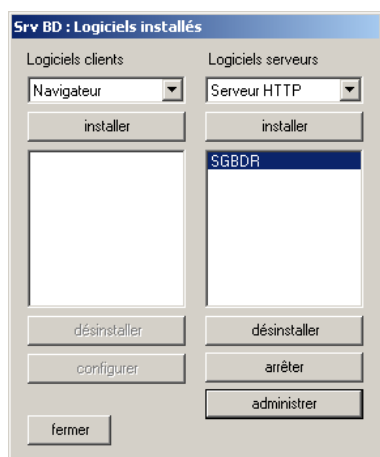 Srv BD : Logiciels installés
Logiciels clients
Logiciels serveurs
Navigateur
Serveur HTTP
installer
installer
SGBDR
désinstaller
désinstaller
configurer
arrêter
administrer
fermer